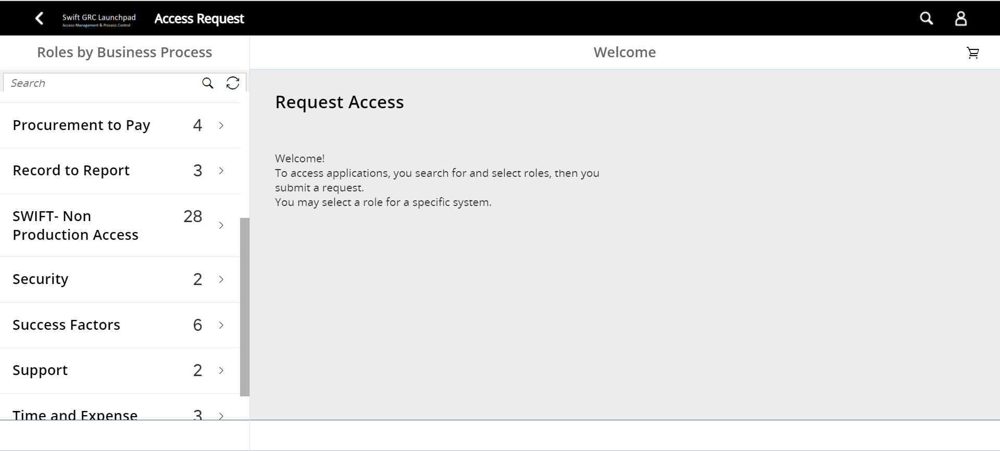 Swift GRC Launchpad
Access Management & Process Control
Access Request
Roles by Business Process
Welcome
Search
Procurement to Pay 4
Record to Report 3
SWIFT- Non 28
Production Access
Security 2
Success Factors 6
Support 2
Time and Expense 3
Request Access
Welcome!
To access applications, you search for and select roles, then you
submit a request.
You may select a role for a specific system.